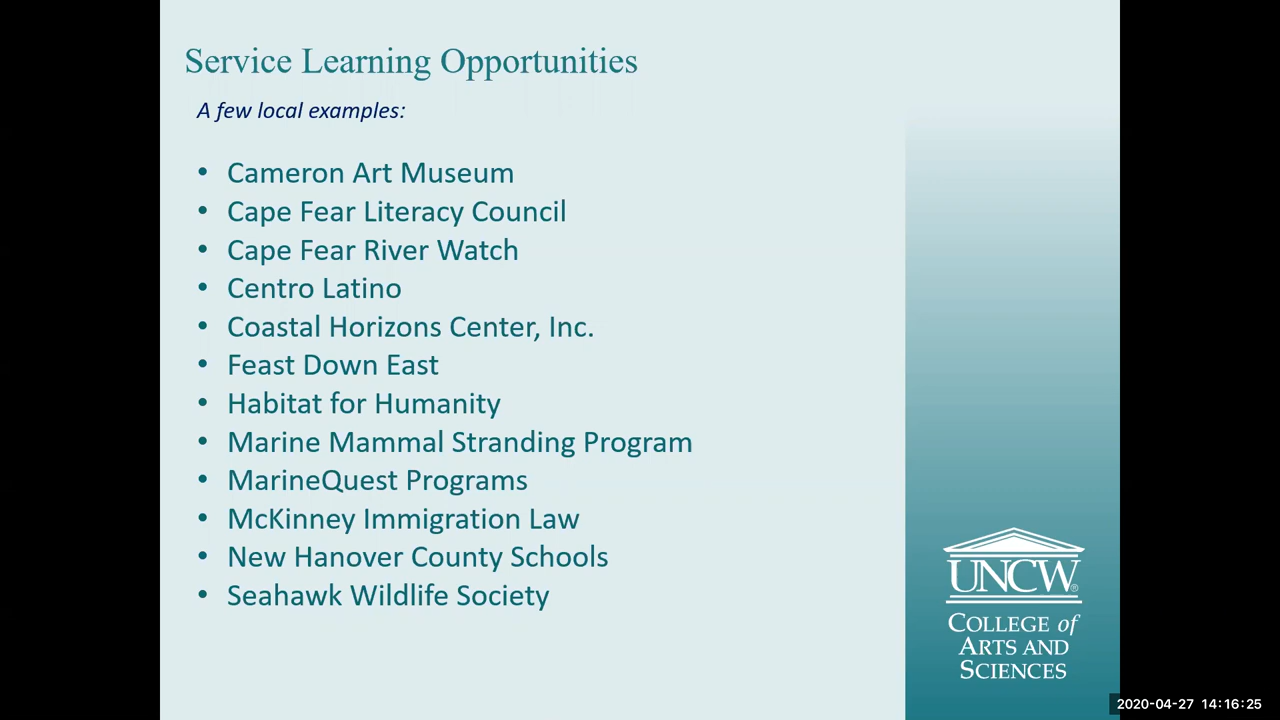 Service Learning Opportunities
A few local examples:
• Cameron Art Museum
• Cape Fear Literacy Council
• Cape Fear River Watch
• Centro Latino
• Coastal Horizons Center, Inc.
• Feast Down East
• Habitat for Humanity
• Marine Mammal Stranding Program
• MarineQuest Programs
• McKinney Immigration Law
• New Hanover County Schools
• Seahawk Wildlife Society
UNCW®
COLLEGE of
ARTS AND
SCIENCES
2020-04-27 14:16:25